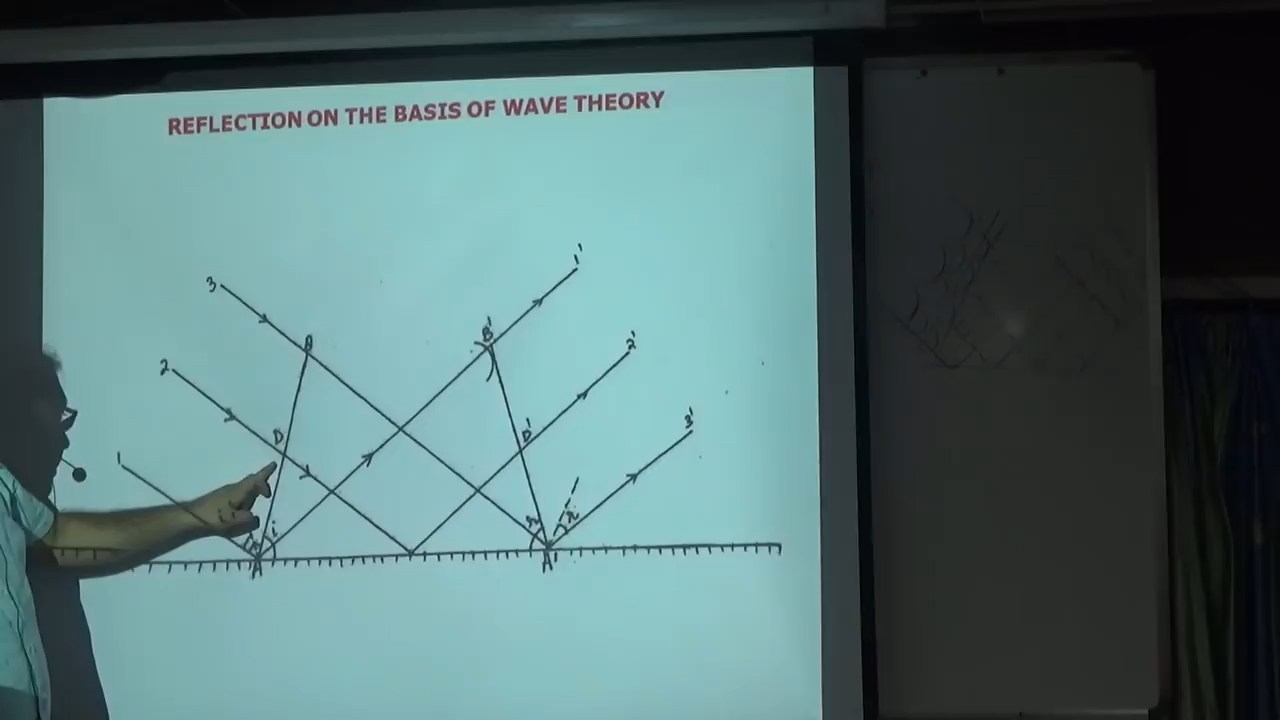 REFLECTION ON THE BASIS OF WAVE THEORY
3
B
B'
1'
2
D
D'
2'
1
3'
i
r
r
A
A'